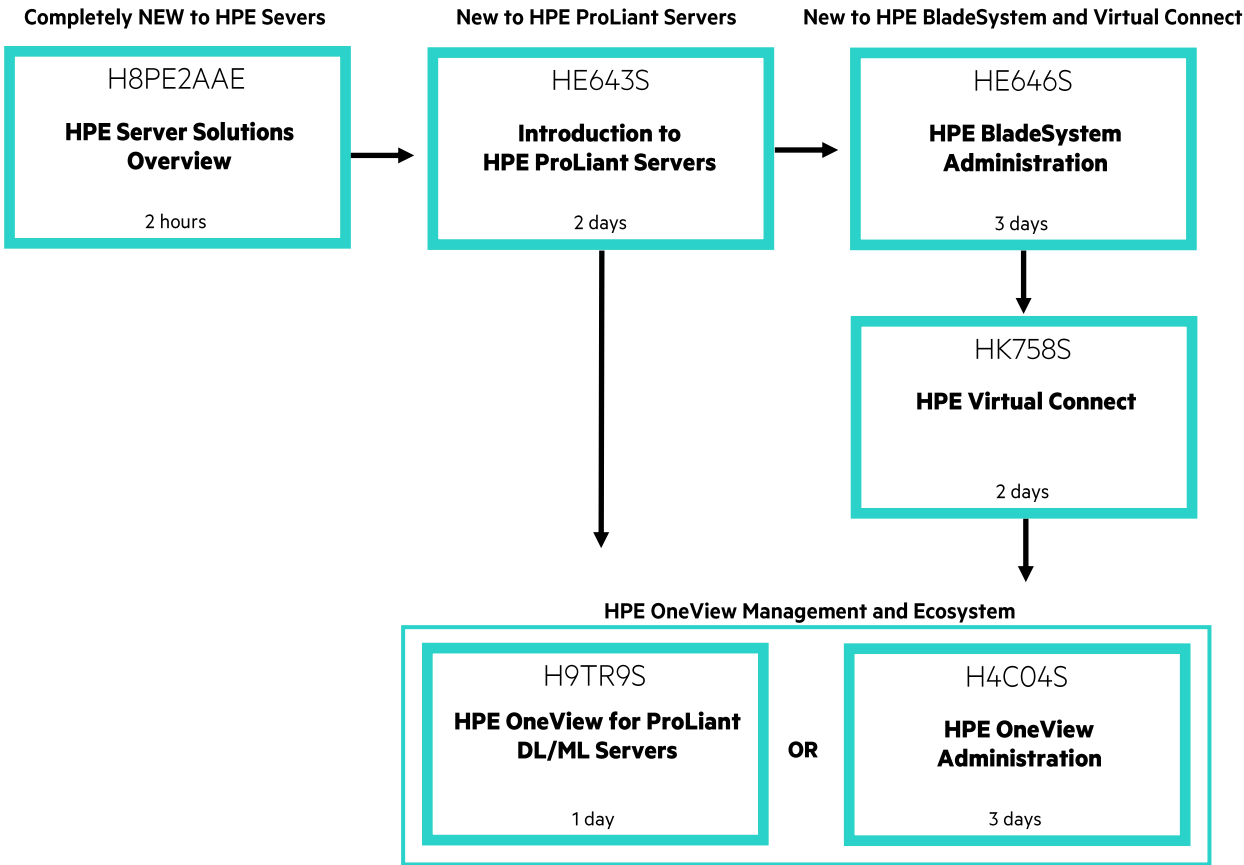 Completely NEW to HPE Severs
H8PE2AAE
HPE Server Solutions
Overview
2 hours
New to HPE ProLiant Servers
HE643S
Introduction to
HPE ProLiant Servers
2 days
New to HPE BladeSystem and Virtual Connect
HE646S
HPE BladeSystem
Administration
3 days
HK758S
HPE Virtual Connect
2 days
HPE OneView Management and Ecosystem
H9TR9S
HPE OneView for ProLiant
DL/ML Servers
1 day
OR
H4C04S
HPE OneView
Administration
3 days